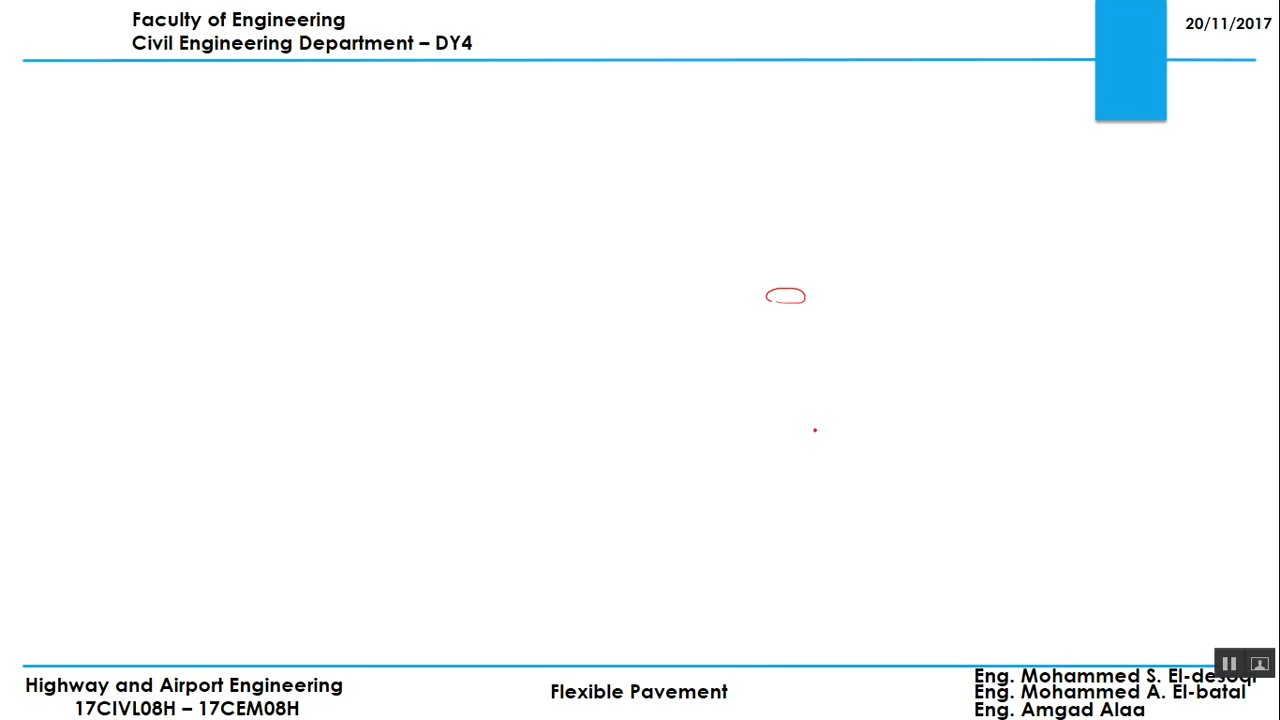 Faculty of Engineering
Civil Engineering Department – DY4
20/11/2017
Highway and Airport Engineering
17CIVL08H – 17CEM08H
Flexible Pavement
Eng. Mohammed S. El-desoqi
Eng. Mohammed A. El-batal
Eng. Amgad Alaa